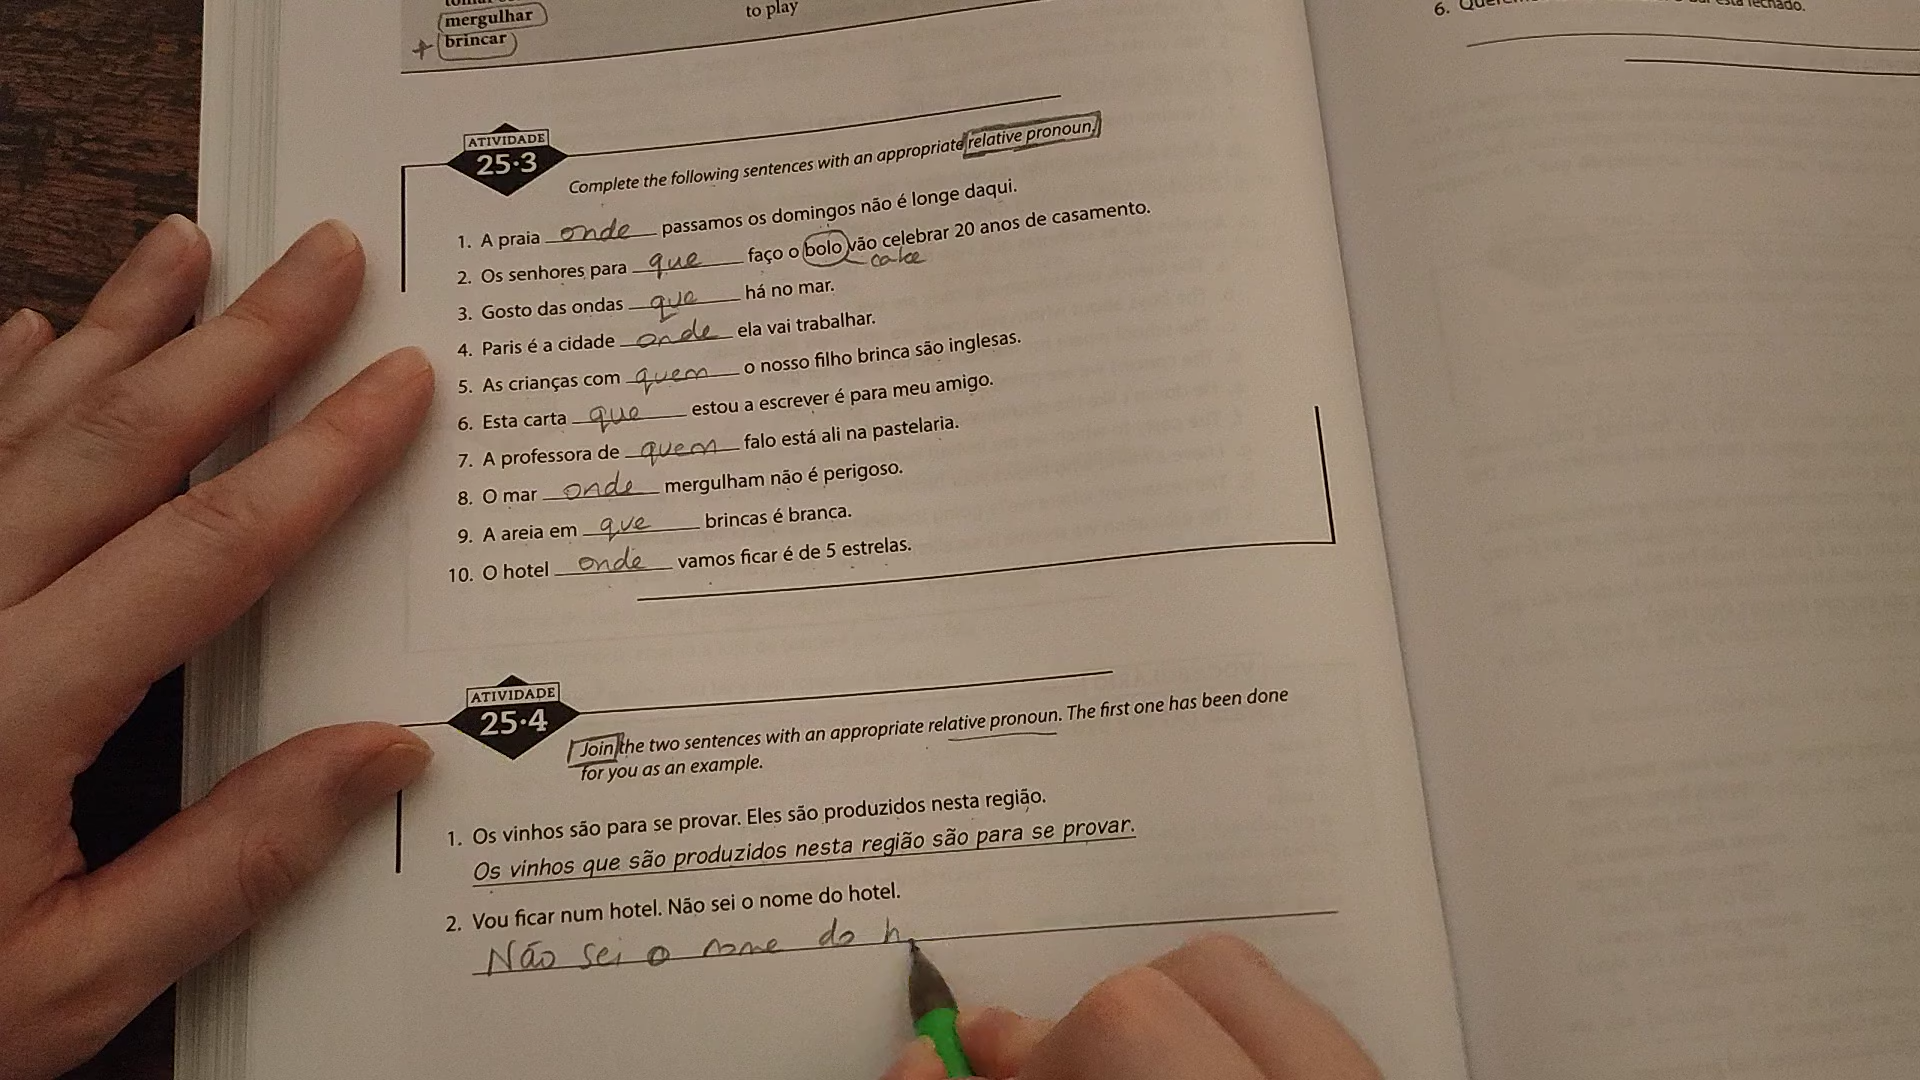 mergulhar
to play
+ brincar
6.
está fechado.
ATIVIDADE
25·3
Complete the following sentences with an appropriate relative pronoun.
1. A praia onde passamos os domingos não é longe daqui.
2. Os senhores para que faço o bolo vão celebrar 20 anos de casamento.
cake
3. Gosto das ondas que há no mar.
4. Paris é a cidade onde ela vai trabalhar.
5. As crianças com quem o nosso filho brinca são inglesas.
6. Esta carta que estou a escrever é para meu amigo.
7. A professora de quem falo está ali na pastelaria.
8. O mar onde mergulham não é perigoso.
9. A areia em que brincas é branca.
10. O hotel onde vamos ficar é de 5 estrelas.
ATIVIDADE
25·4
Join the two sentences with an appropriate relative pronoun. The first one has been done
for you as an example.
1. Os vinhos são para se provar. Eles são produzidos nesta região.
Os vinhos que são produzidos nesta região são para se provar.
2. Vou ficar num hotel. Não sei o nome do hotel.
Não sei o nome do h